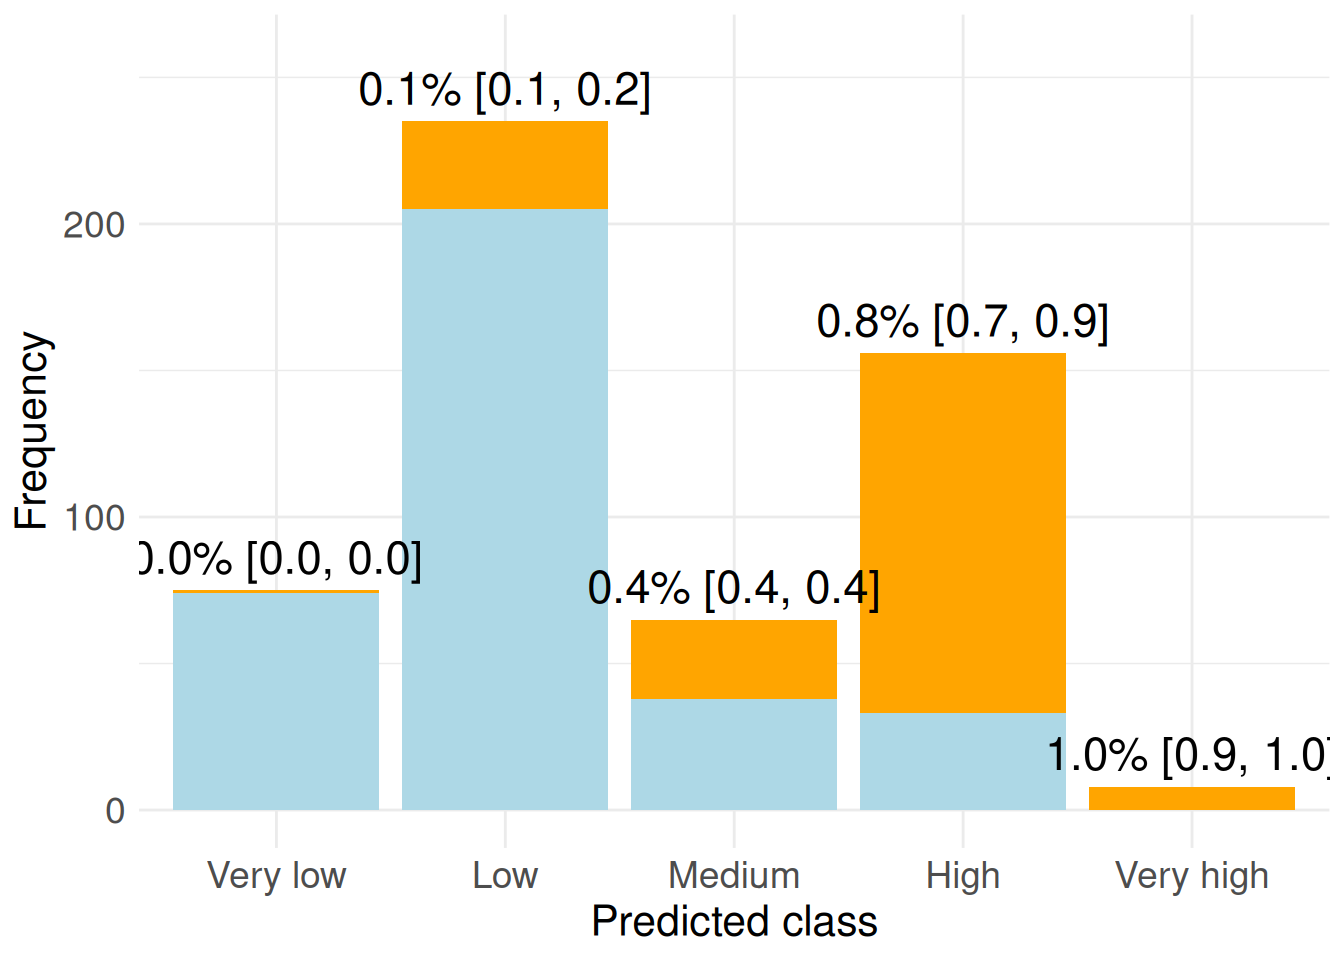 0.1% [0.1, 0.2]
200
0.8% [0.7, 0.9]
Frequency
100
0.0% [0.0, 0.0]
0.4% [0.4, 0.4]
1.0% [0.9, 1.0]
0
Very low
Low
Medium
High
Very high
Predicted class